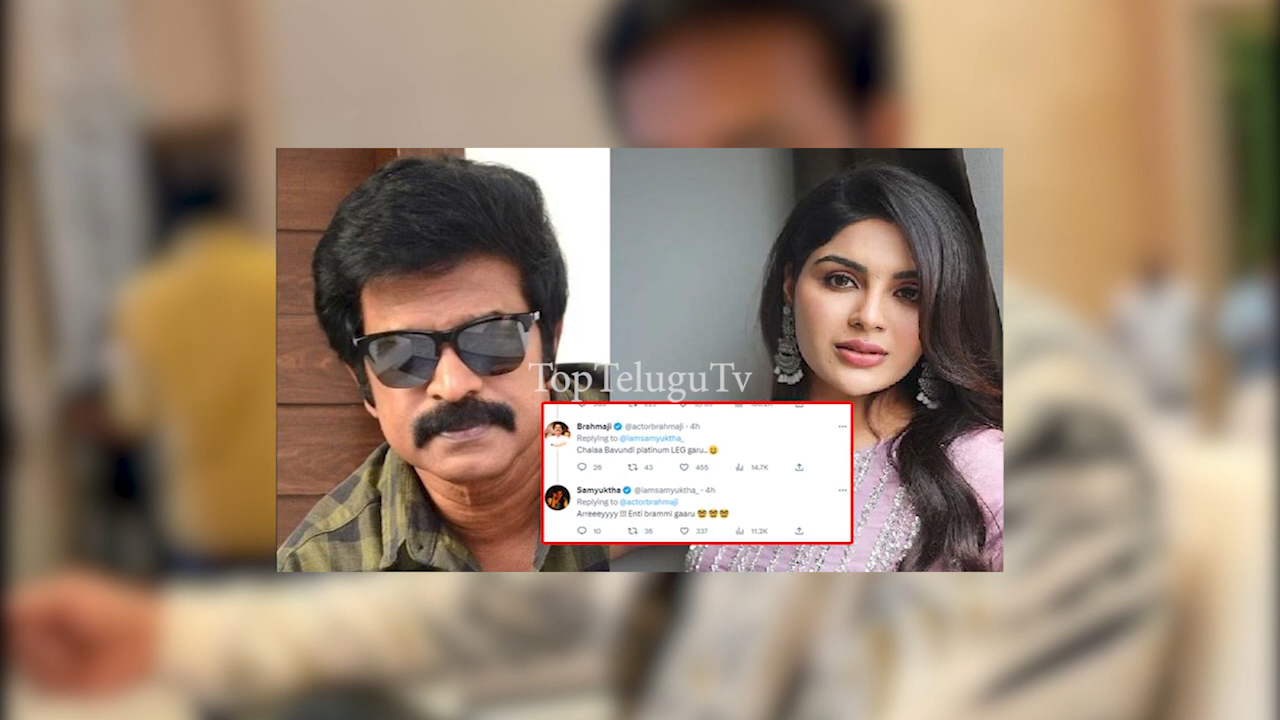 TopTeluguTv
Brahmaji @actorbrahmaji · 4h
Replying to @iamsamyuktha_
Chalaa Bavundi platinum LEG garu..😄
26 43 455 14.7K
Samyuktha @iamsamyuktha_ · 4h
Replying to @actorbrahmaji
Arreeeyyyy !!! Enti brammi gaaru 🤓🤓🤓
10 36 337 11.2K